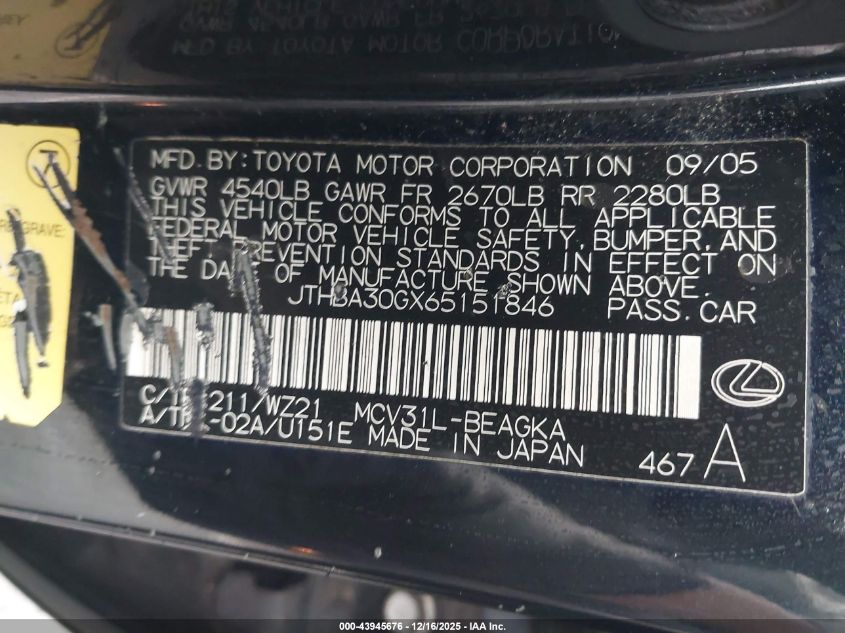 MFD. BY: TOYOTA MOTOR CORPORATION 09/05
GVWR 4540LB GAWR FR 2670LB RR 2280LB
THIS VEHICLE CONFORMS TO ALL APPLICABLE
FEDERAL MOTOR VEHICLE SAFETY, BUMPER, AND
THEFT PREVENTION STANDARDS IN EFFECT ON
THE DATE OF MANUFACTURE SHOWN ABOVE.
JTHBA30GX65151846 PASS. CAR
211/WZ21 MCV31L-BEAGKA
-02A/U151E MADE IN JAPAN
467 A
000-43945676 - 12/16/2025 - IAA Inc.